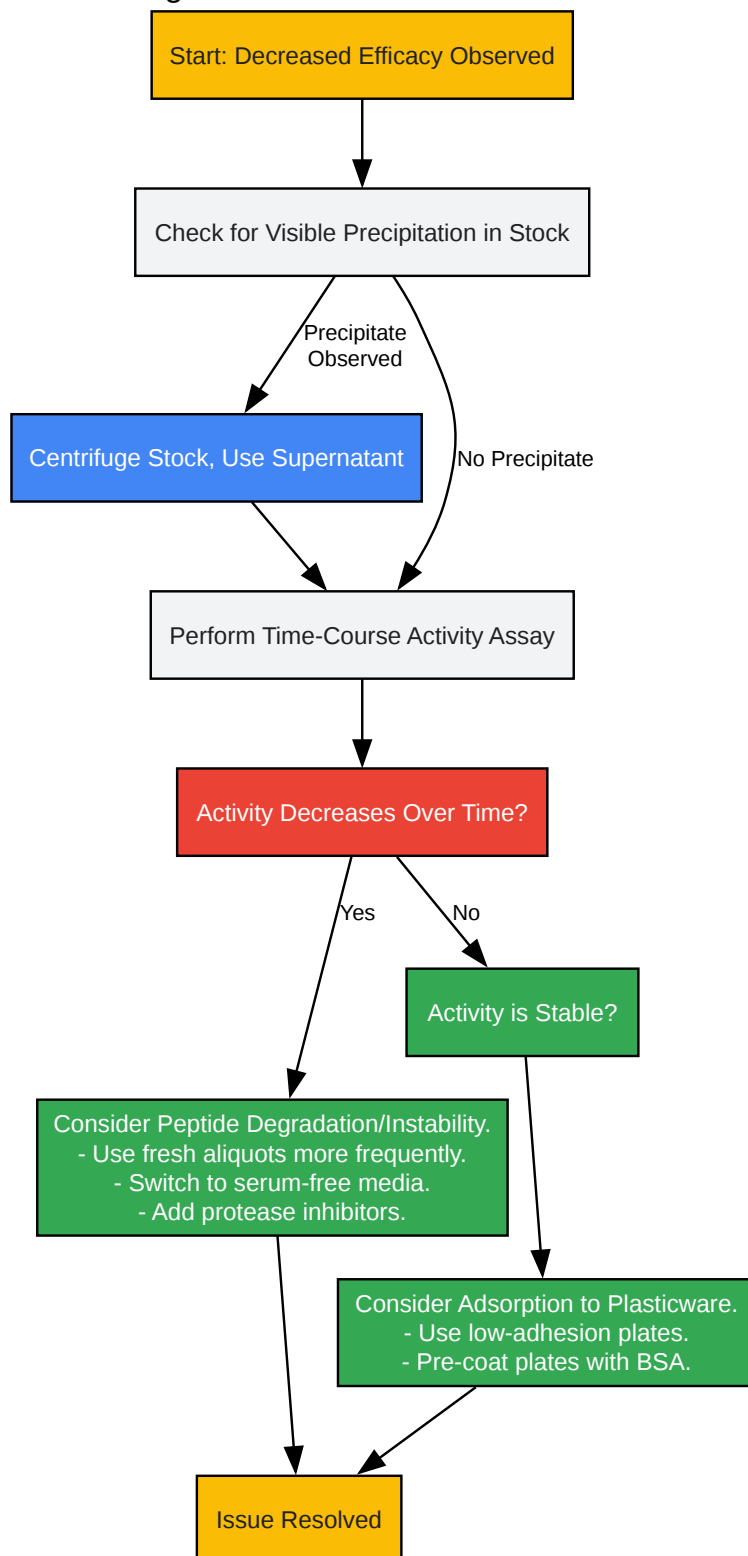 Start: Decreased Efficacy Observed
Check for Visible Precipitation in Stock
Precipitate
Observed
Centrifuge Stock, Use Supernatant
No Precipitate
Perform Time-Course Activity Assay
Activity Decreases Over Time?
Yes
No
Activity is Stable?
Consider Peptide Degradation/Instability.
- Use fresh aliquots more frequently.
- Switch to serum-free media.
- Add protease inhibitors.
Consider Adsorption to Plasticware.
- Use low-adhesion plates.
- Pre-coat plates with BSA.
Issue Resolved